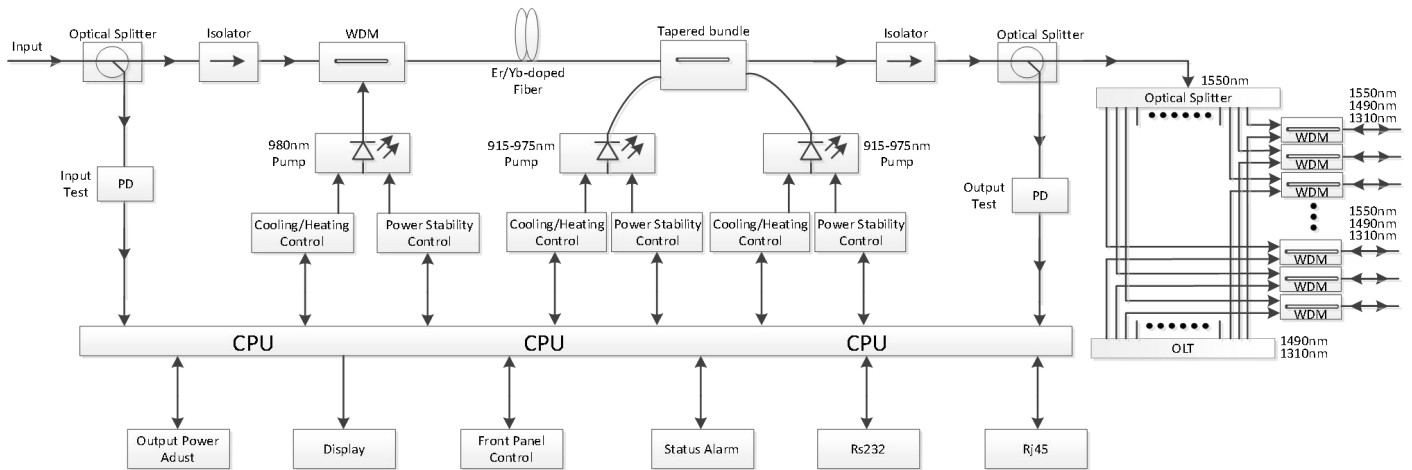 Input
Optical Splitter
Isolator
WDM
Er/Yb-doped
Fiber
Tapered bundle
Isolator
Optical Splitter
1550nm
Optical Splitter
1550nm
1490nm
1310nm
WDM
WDM
WDM
1550nm
1490nm
1310nm
WDM
WDM
WDM
OLT
1490nm
1310nm
980nm
Pump
915-975nm
Pump
915-975nm
Pump
Input
Test
PD
Output
Test
PD
Cooling/Heating
Control
Power Stability
Control
Cooling/Heating
Control
Power Stability
Control
Cooling/Heating
Control
Power Stability
Control
CPU
CPU
CPU
Output Power
Adust
Display
Front Panel
Control
Status Alarm
Rs232
Rj45